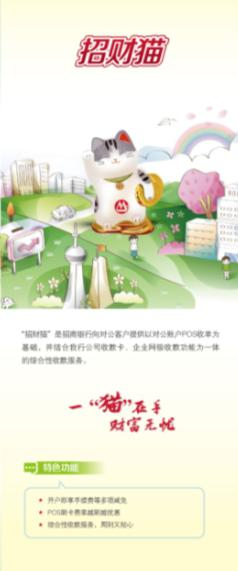 招财猫
“招财猫”是招商银行向对公客户提供以对公账户POS收单为
基础，并结合我行公司收款卡、企业网银收款功能为一体
的综合性收款服务。
一“猫”在手
财富无忧
特色功能
★ 开户即享手续费等多项减免
★ POS刷卡费率越刷越优惠
★ 综合性收款服务，周到又贴心